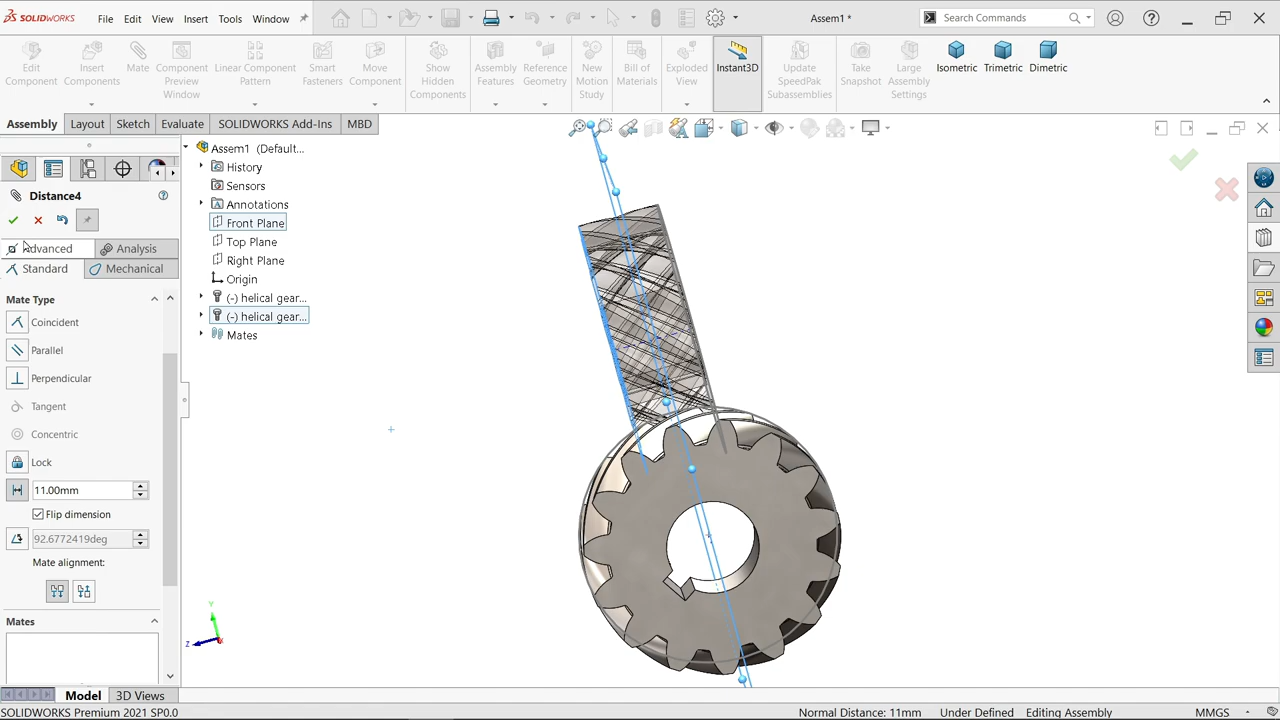 SOLIDWORKS
File Edit View Insert Tools Window
Assem1 *
Search Commands
Edit Component
Insert Components
Mate
Component Preview Window
Linear Component Pattern
Smart Fasteners
Move Component
Show Hidden Components
Assembly Features
Reference Geometry
New Motion Study
Bill of Materials
Exploded View
Instant3D
Update SpeedPak Subassemblies
Take Snapshot
Large Assembly Settings
Isometric
Trimetric
Dimetric
Assembly Layout Sketch Evaluate SOLIDWORKS Add-Ins MBD
Assem1 (Default...
History
Sensors
Annotations
Front Plane
Top Plane
Right Plane
Origin
(-) helical gear...
(-) helical gear...
Mates
Distance4
Advanced Analysis
Standard Mechanical
Mate Type
Coincident
Parallel
Perpendicular
Tangent
Concentric
Lock
11.00mm
Flip dimension
92.6772419deg
Mate alignment:
Mates
Y
Z
Model 3D Views
SOLIDWORKS Premium 2021 SP0.0
Normal Distance: 11mm Under Defined Editing Assembly MMGS